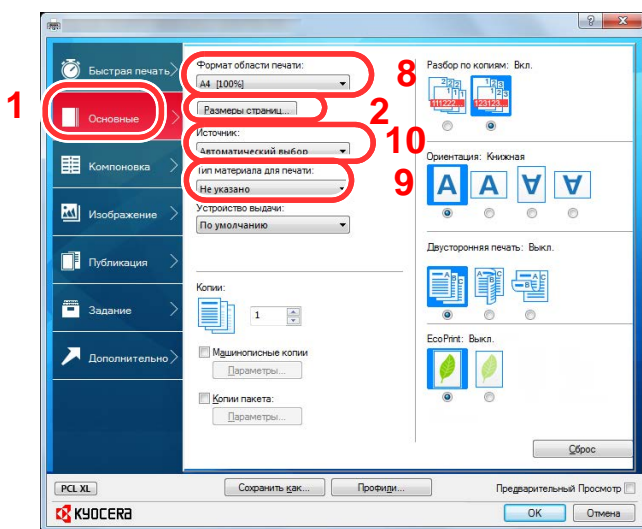 1
Быстрая печать
Основные
Компоновка
Изображение
Публикация
Задание
Дополнительно
Формат области печати:
A4 [100%]
8
Размеры страниц...
2
Источник:
Автоматический выбор
10
Тип материала для печати:
Не указано
9
Устройство выдачи:
По умолчанию
Копии:
1
Машинописные копии
Параметры...
Копии пакета:
Параметры...
Разбор по копиям: Вкл.
111222...
123123...
Ориентация: Книжная
A A A A
Двусторонняя печать: Выкл.
A B C
A B C
A B C
EcoPrint: Выкл.
Сброс
PCL XL
Сохранить как...
Профили...
Предварительный Просмотр
KYOCERA
OK
Отмена